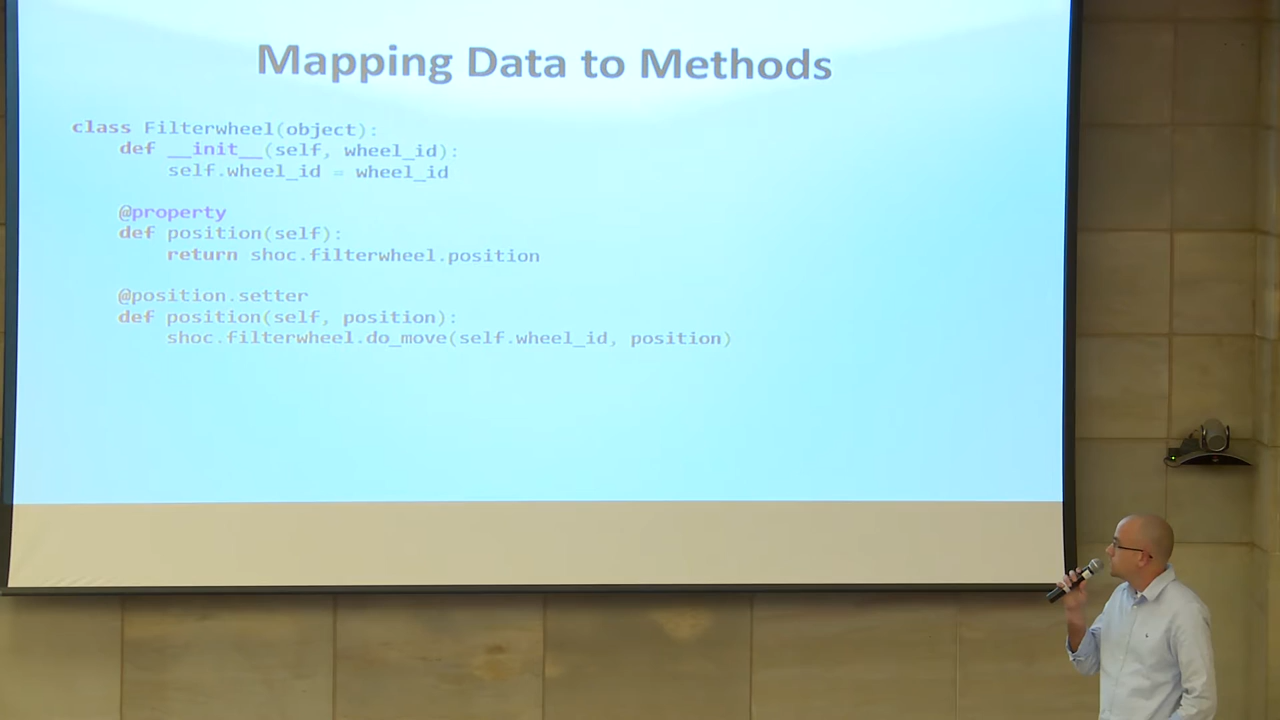 Mapping Data to Methods
class Filterwheel(object):
    def __init__(self, wheel_id):
        self.wheel_id = wheel_id
    @property
    def position(self):
        return shoc.filterwheel.position
    @position.setter
    def position(self, position):
        shoc.filterwheel.do_move(self.wheel_id, position)